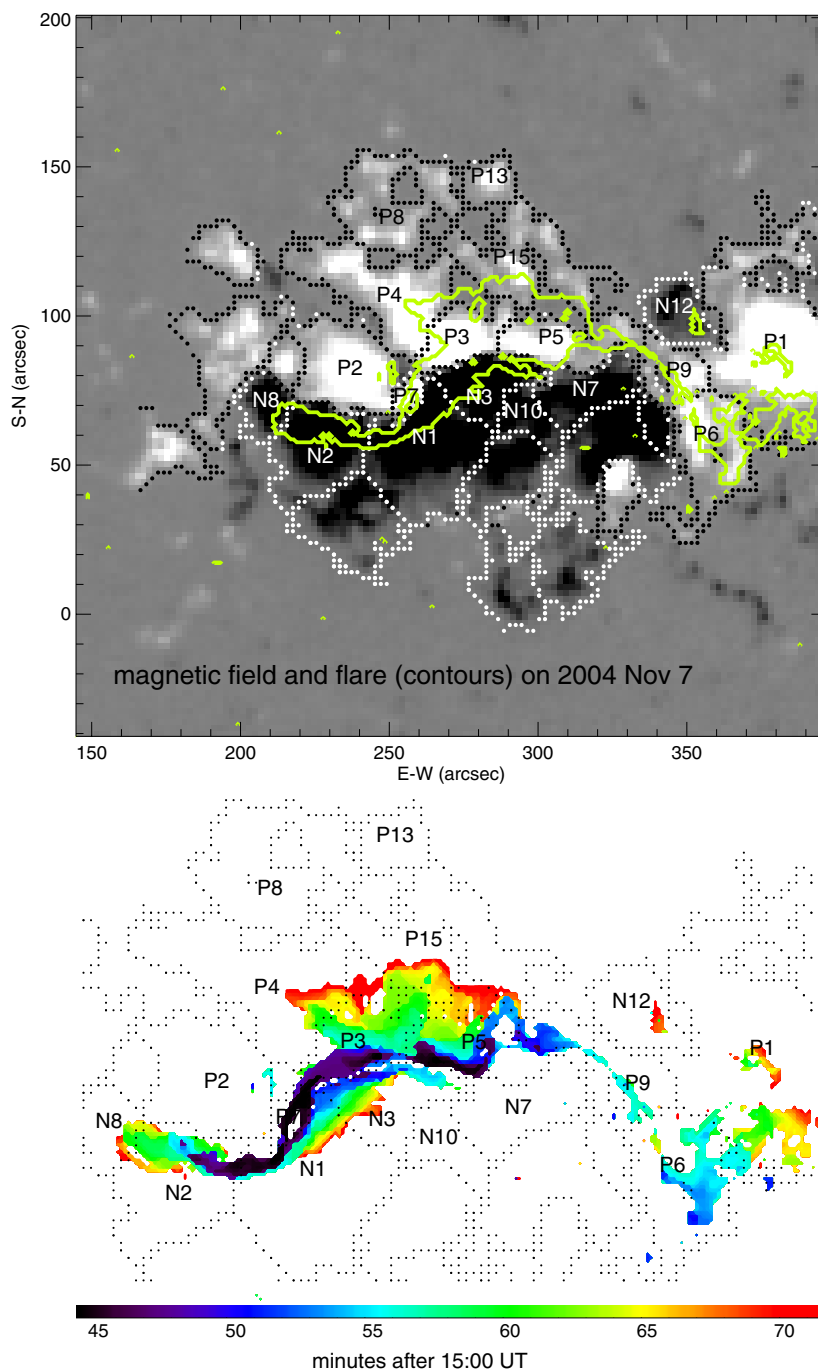 200
150
100
50
0
S-N (arcsec)
P13
P8
P15
P4
N12
P3
P5
P1
P2
P9
N8
P7
N3
N7
N10
N1
P6
N2
magnetic field and flare (contours) on 2004 Nov 7
150 200 250 300 350
E-W (arcsec)
P13
P8
P15
P4
N12
P3
P5
P1
P2
P9
N8
P
N3
N7
N10
N1
P6
N2
45 50 55 60 65 70
minutes after 15:00 UT